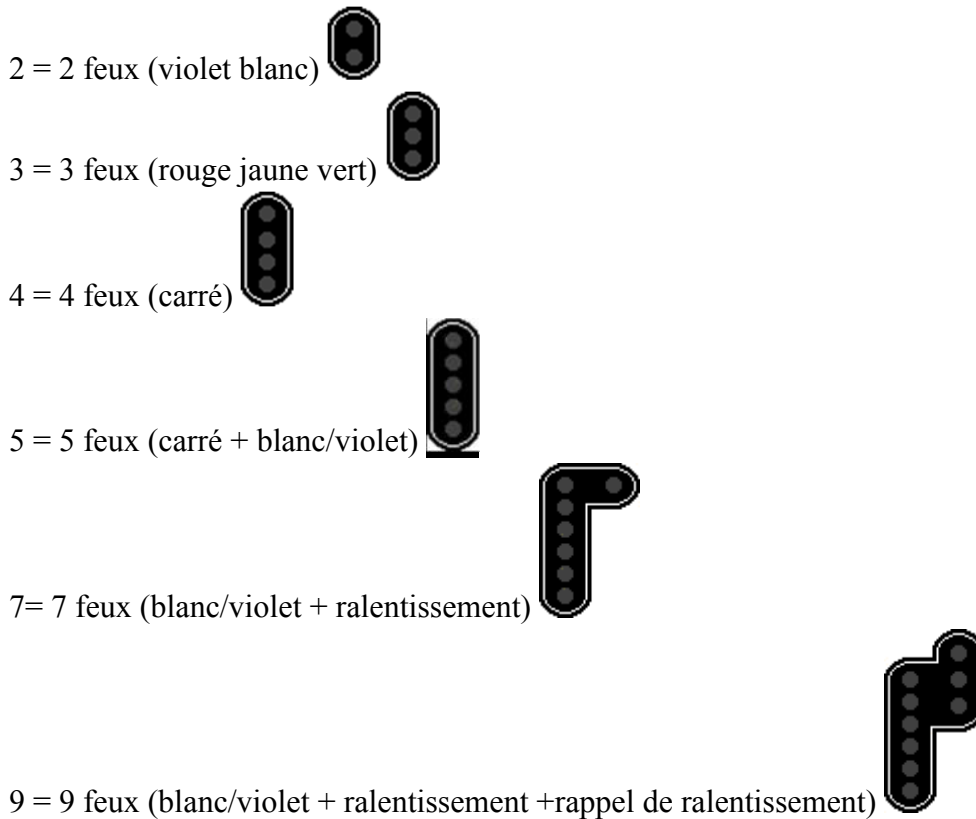 2 = 2 feux (violet blanc)
3 = 3 feux (rouge jaune vert)
4 = 4 feux (carré)
5 = 5 feux (carré + blanc/violet)
7= 7 feux (blanc/violet + ralentissement)
9 = 9 feux (blanc/violet + ralentissement +rappel de ralentissement)